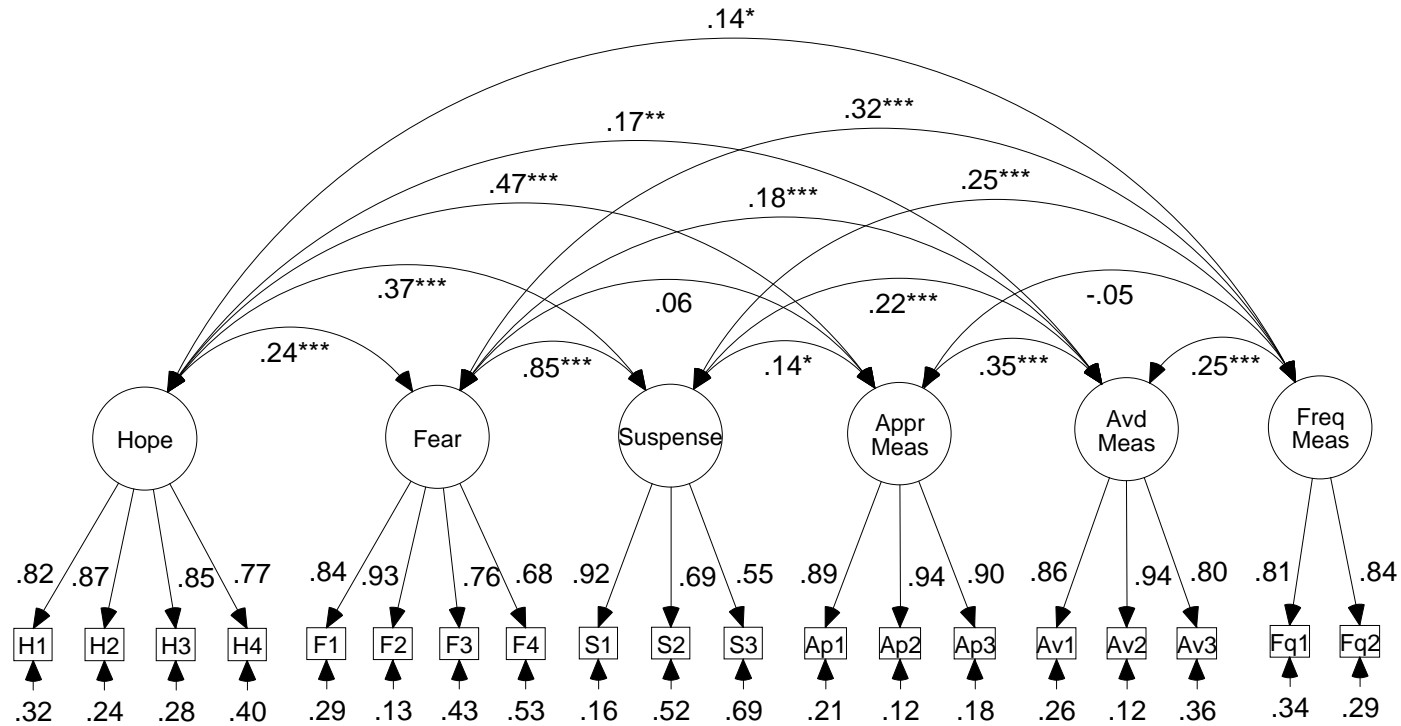 .14*
.17**
.32***
.47***
.18***
.25***
.37***
.06
.22***
-.05
.24***
.85***
.14*
.35***
.25***
Hope
Fear
Suspense
Appr
Meas
Avd
Meas
Freq
Meas
.82 .87 .85 .77 .84 .93 .76 .68 .92 .69 .55 .89 .94 .90 .86 .94 .80 .81 .84
H1 H2 H3 H4 F1 F2 F3 F4 S1 S2 S3 Ap1 Ap2 Ap3 Av1 Av2 Av3 Fq1 Fq2
.32 .24 .28 .40 .29 .13 .43 .53 .16 .52 .69 .21 .12 .18 .26 .12 .36 .34 .29